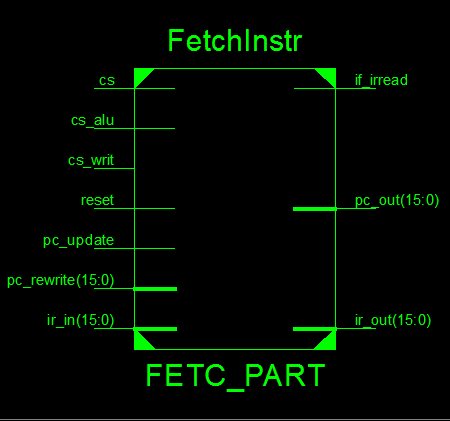 FetchInstr
cs
if_irread
cs_alu
cs_writ
reset
pc_out(15:0)
pc_update
pc_rewrite(15:0)
ir_in(15:0)
ir_out(15:0)
FETC_PART